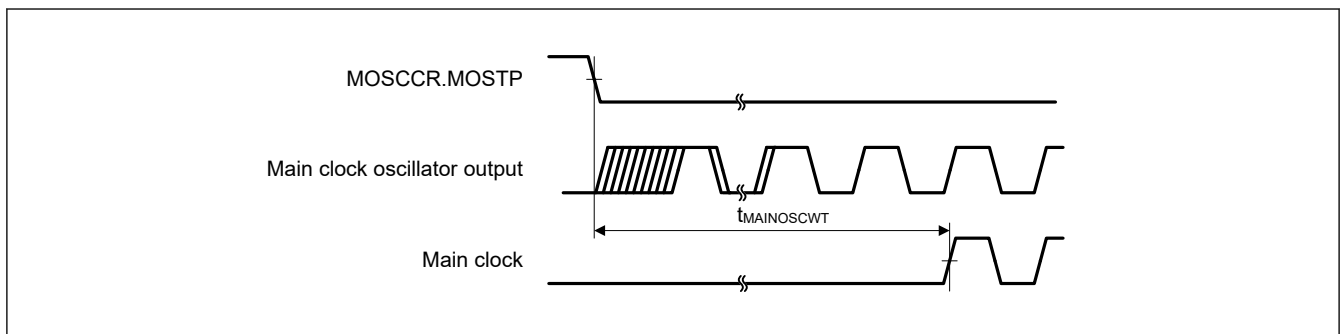 MOSCCR.MOSTP
Main clock oscillator output
tMAINOSCWT
Main clock